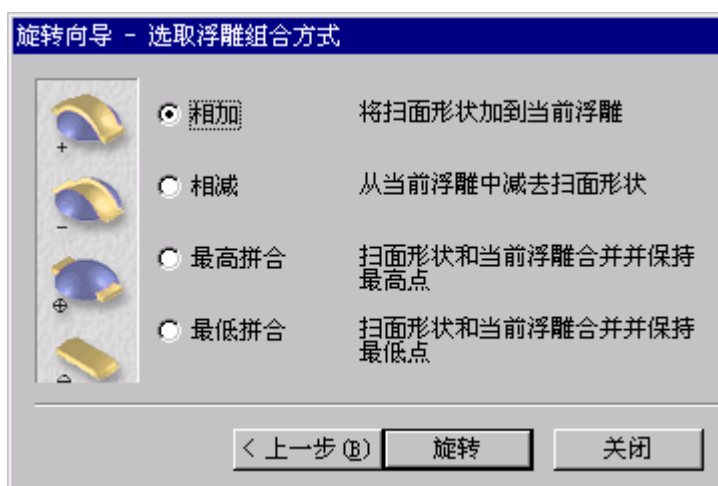 旋转向导 - 选取浮雕组合方式
相加 将扫面形状加到当前浮雕
相减 从当前浮雕中减去扫面形状
最高拼合 扫面形状和当前浮雕合并并保持
最高点
最低拼合 扫面形状和当前浮雕合并并保持
最低点
< 上一步(B) 旋转 关闭